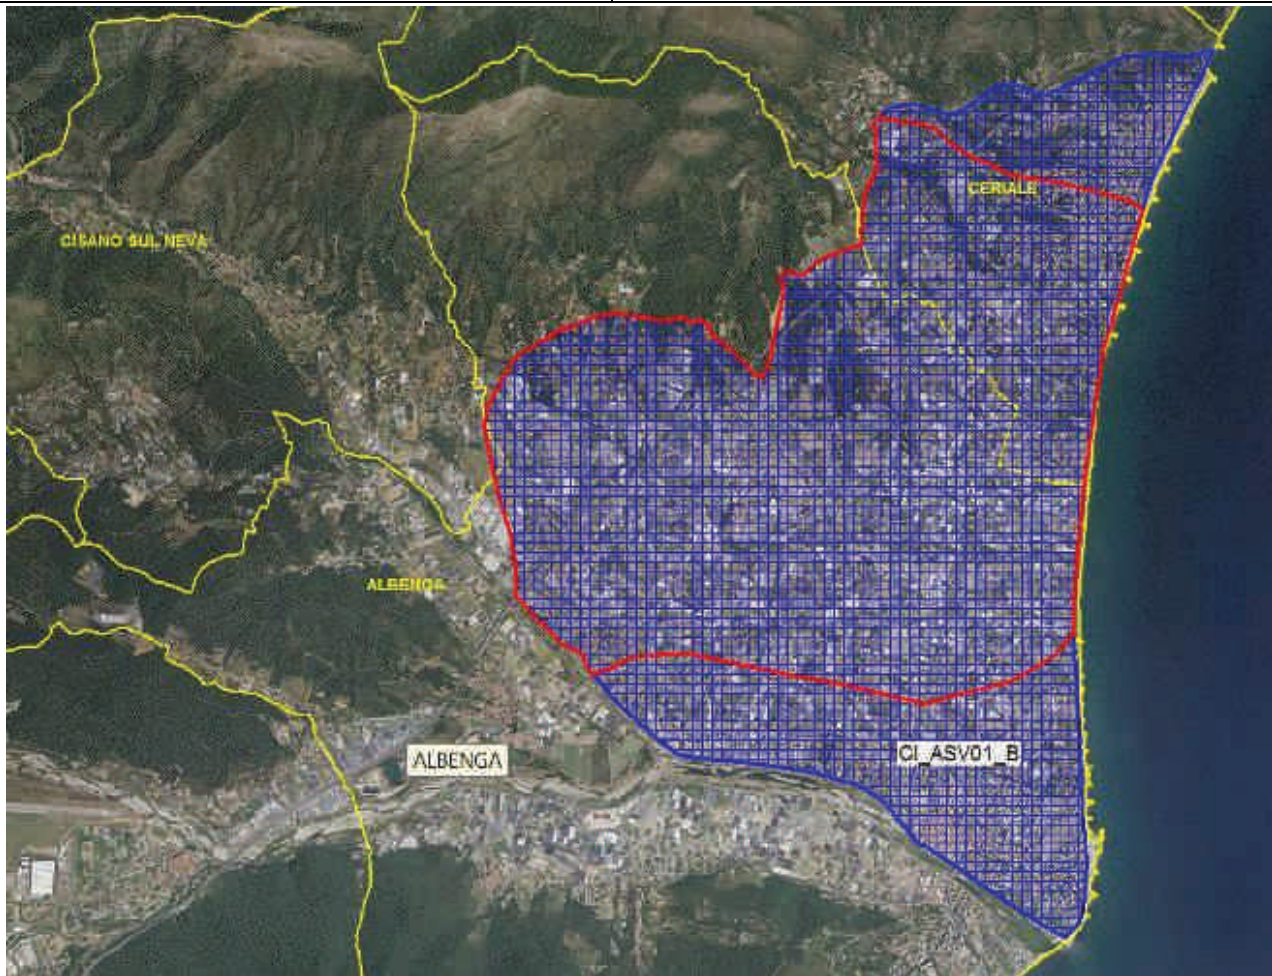 CERIALE
CISANO SUL NEVA
ALBENGA
ALBENGA
CI_ASV01_B